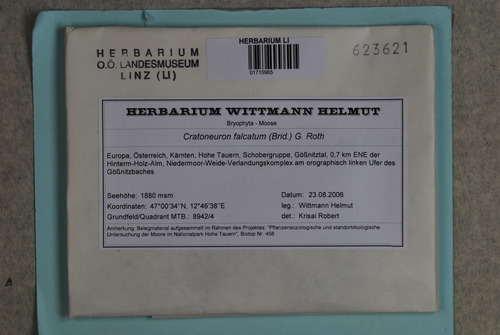 HERBARIUM
O.Ö. LANDESMUSEUM
LINZ (LI)
HERBARIUM LI
01715965
623621
HERBARIUM WITTMANN HELMUT
Bryophyta - Moose
Cratoneuron falcatum (Brid.) G. Roth
Europa, Österreich, Kärnten, Hohe Tauern, Schobergruppe, Gößnitztal, 0,7 km ENE der
Hinterm-Holz-Alm, Niedermoor-Weide-Verlandungskomplex am orographisch linken Ufer des
Gößnitzbaches
Seehöhe: 1880 msm Datum: 23.08.2006
Koordinaten: 47°00'34''N, 12°46'38''E leg.: Wittmann Helmut
Grundfeld/Quadrant MTB.: 8942/4 det.: Krisai Robert
Anmerkung: Belegmaterial aufgesammelt im Rahmen des Projektes: "Pflanzensoziologische und standortökologische
Untersuchung der Moore im Nationalpark Hohe Tauern", Biotop Nr. 458